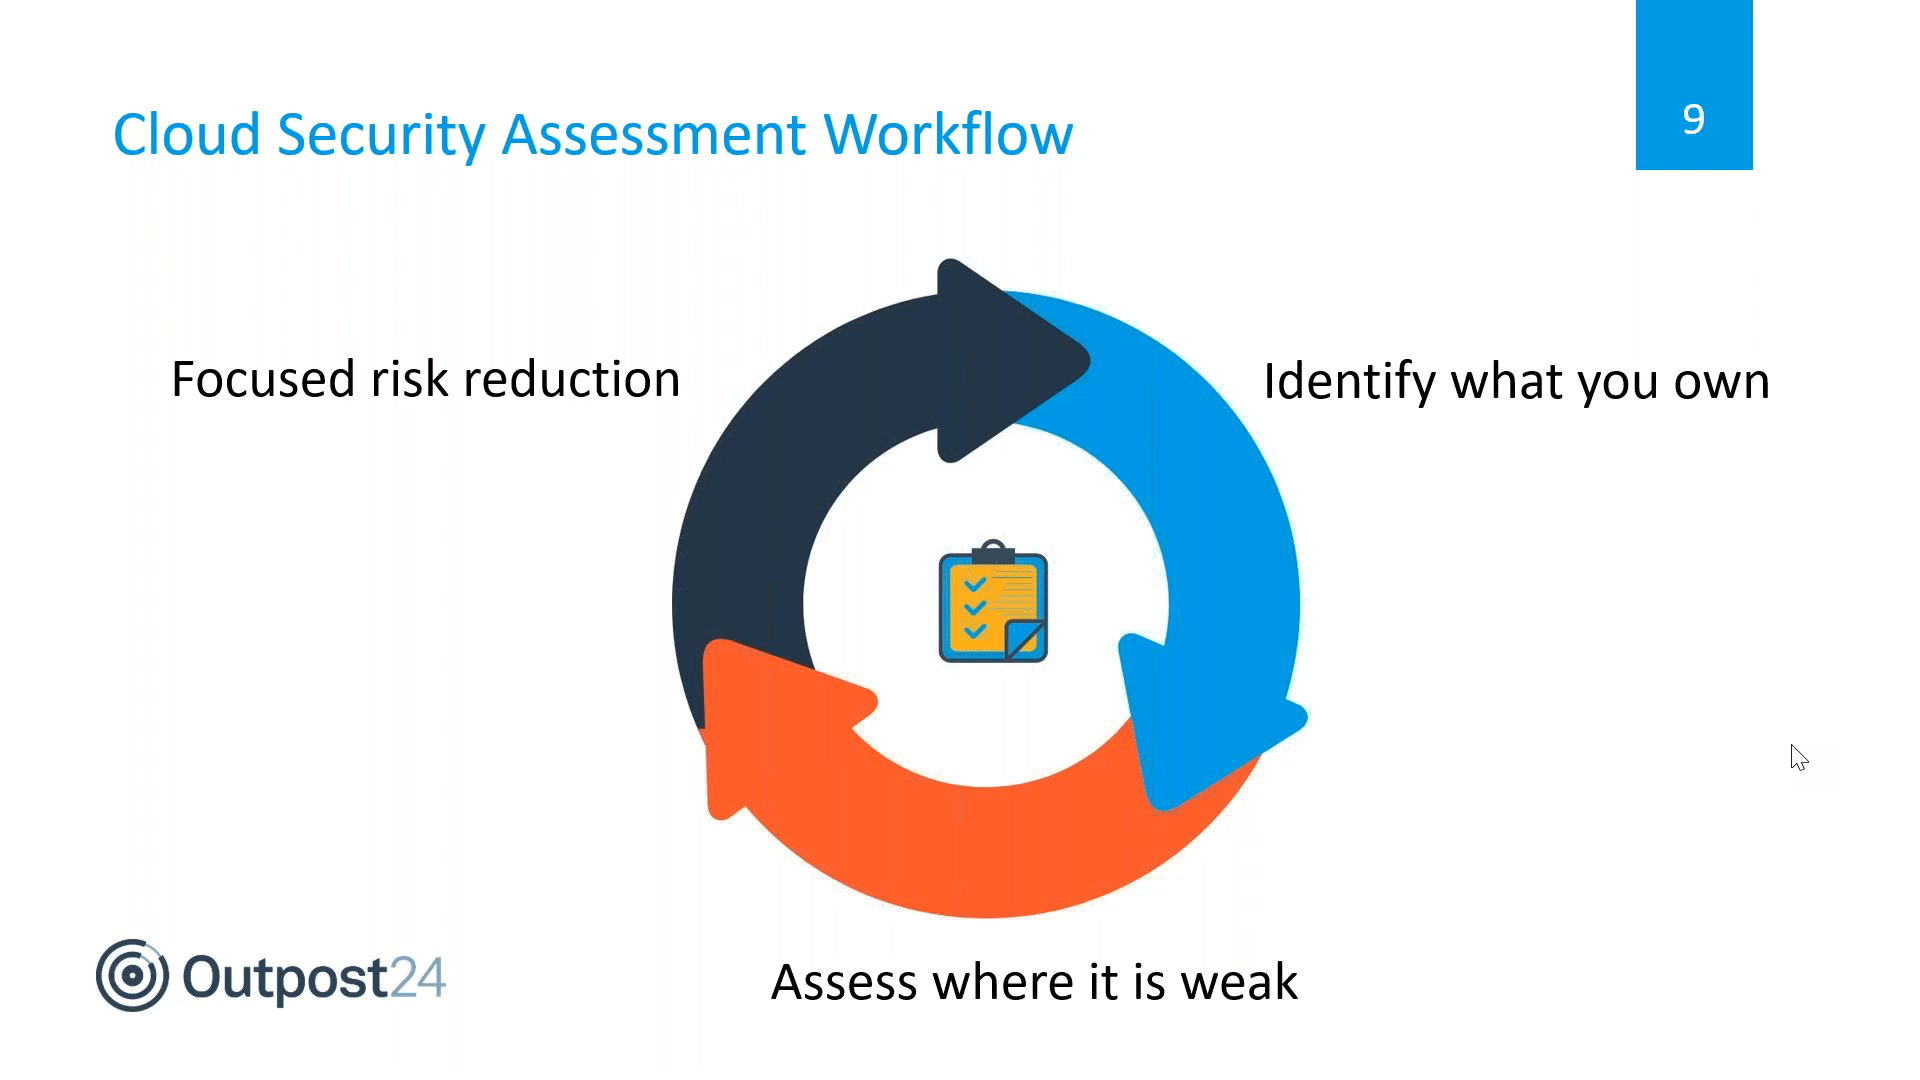 Cloud Security Assessment Workflow
9
Focused risk reduction
Identify what you own
Assess where it is weak
Outpost24